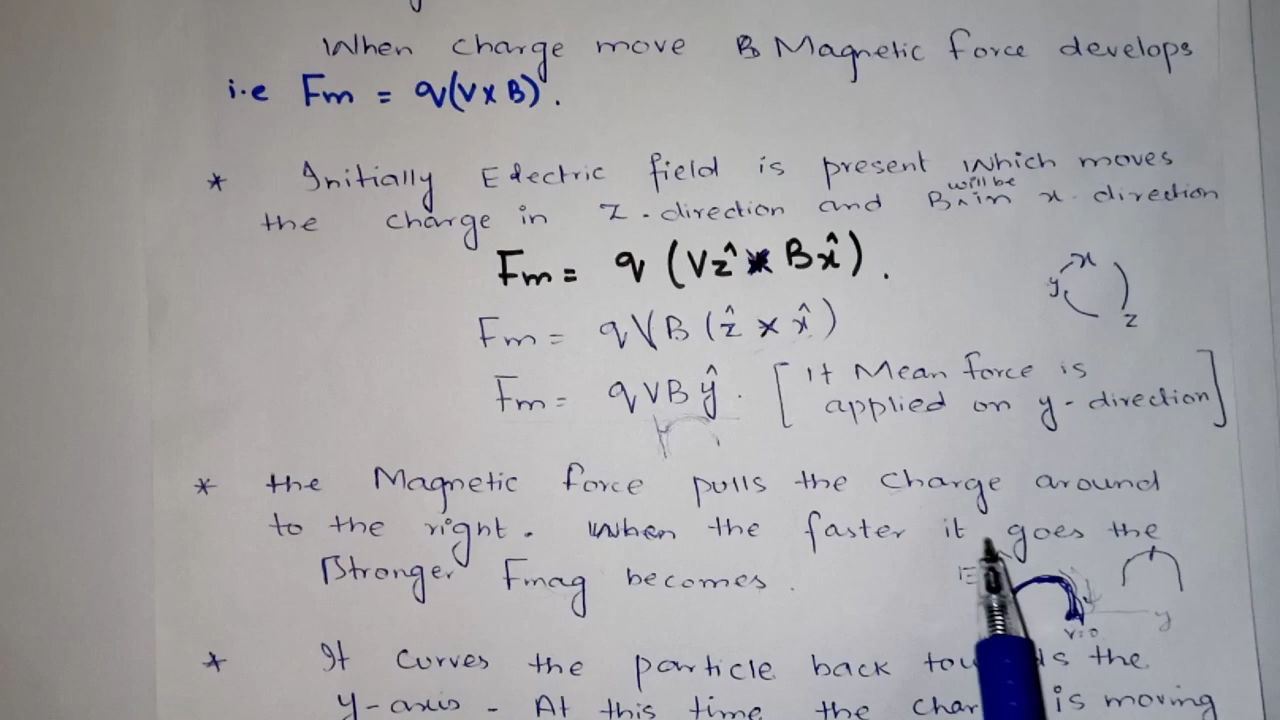 When charge move B Magnetic force develops
i.e Fm = q(V×B).
* Initially Electric field is present which moves
the charge in z-direction and B will be in x-direction
Fm = q (Vẑ × Bx̂).
x
y
z
Fm = qVB (ẑ × x̂)
Fm = qVB ŷ. [It Mean force is
applied on y-direction]
* the Magnetic force pulls the charge around
to the right. When the faster it goes the
Stronger Fmag becomes.
E
v=0
y
* It curves the particle back the
y-axis - At this time the is moving